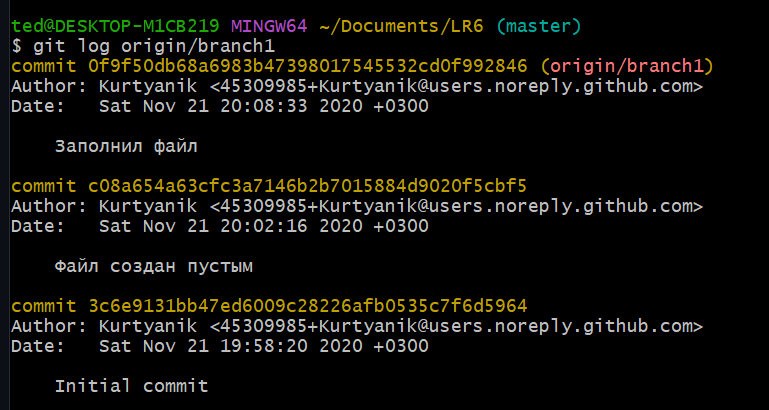 ted@DESKTOP-M1CB219 MINGW64 ~/Documents/LR6 (master)
$ git log origin/branch1
commit 0f9f50db68a6983b47398017545532cd0f992846 (origin/branch1)
Author: Kurtyanik <45309985+Kurtyanik@users.noreply.github.com>
Date:   Sat Nov 21 20:08:33 2020 +0300
Заполнил файл
commit c08a654a63cfc3a7146b2b7015884d9020f5cbf5
Author: Kurtyanik <45309985+Kurtyanik@users.noreply.github.com>
Date:   Sat Nov 21 20:02:16 2020 +0300
Файл создан пустым
commit 3c6e9131bb47ed6009c28226afb0535c7f6d5964
Author: Kurtyanik <45309985+Kurtyanik@users.noreply.github.com>
Date:   Sat Nov 21 19:58:20 2020 +0300
Initial commit